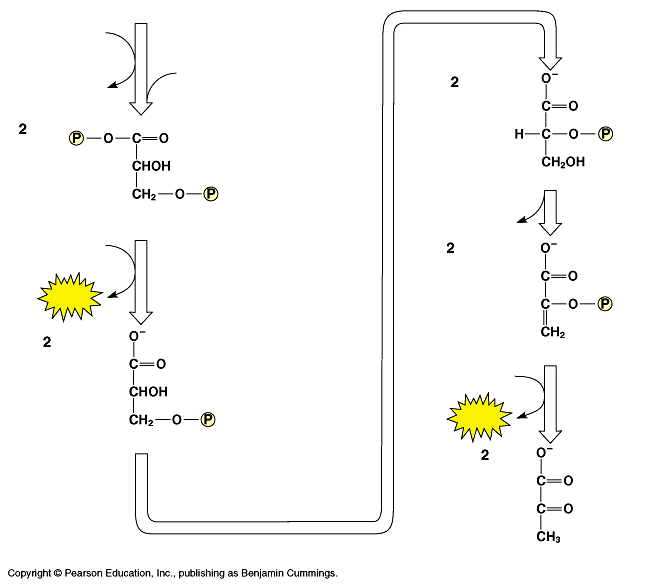 2
P—O—C=O
CHOH
CH2—O—P
2
O−
C=O
CHOH
CH2—O—P
2
O−
C=O
H—C—O—P
CH2OH
2
O−
C=O
C—O—P
CH2
2
O−
C=O
C=O
CH3
Copyright © Pearson Education, Inc., publishing as Benjamin Cummings.